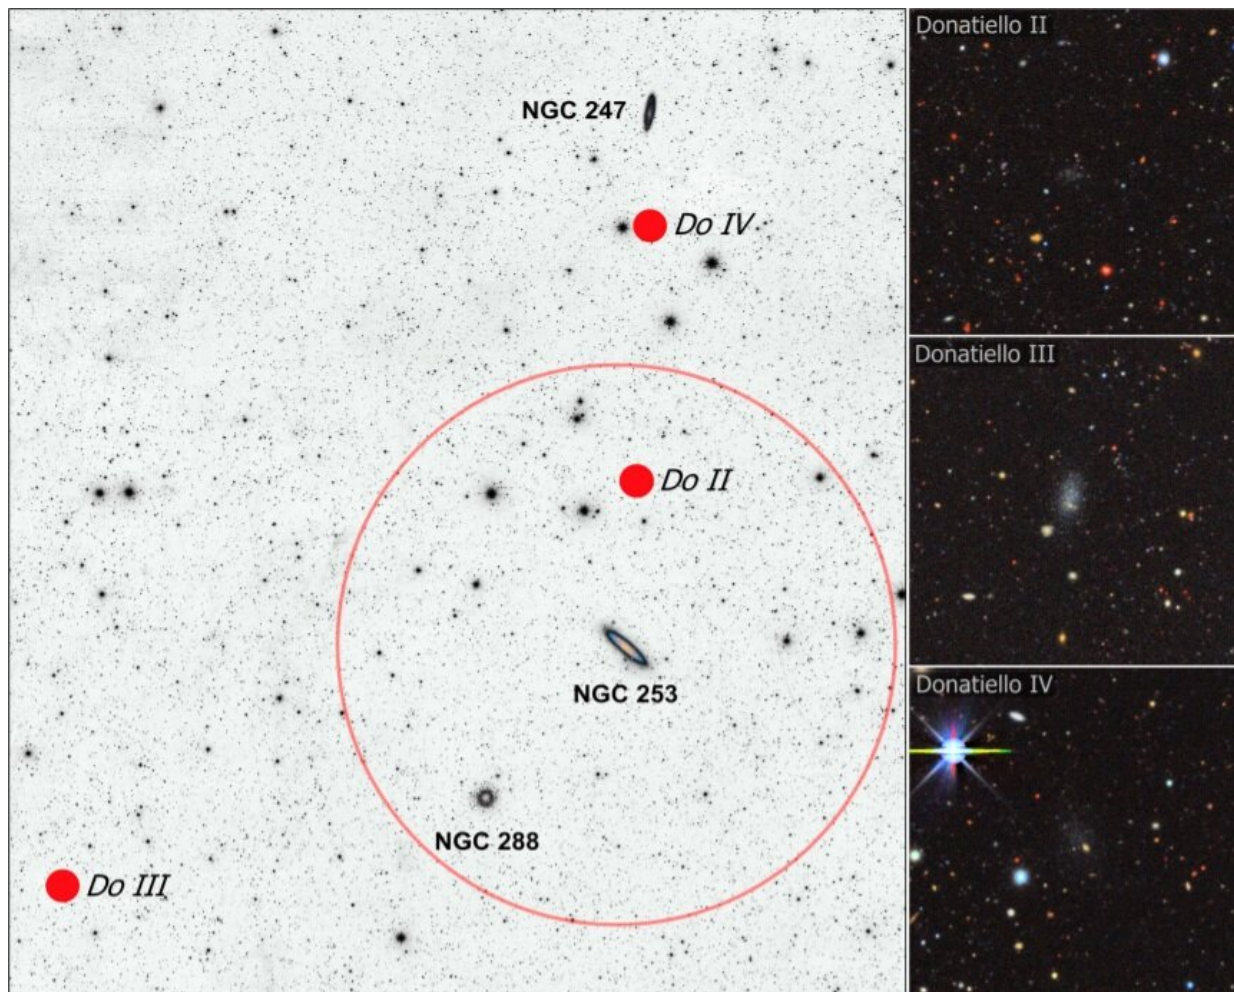 NGC 247
Do IV
Do II
NGC 253
NGC 288
Do III
Donatiello II
Donatiello III
Donatiello IV